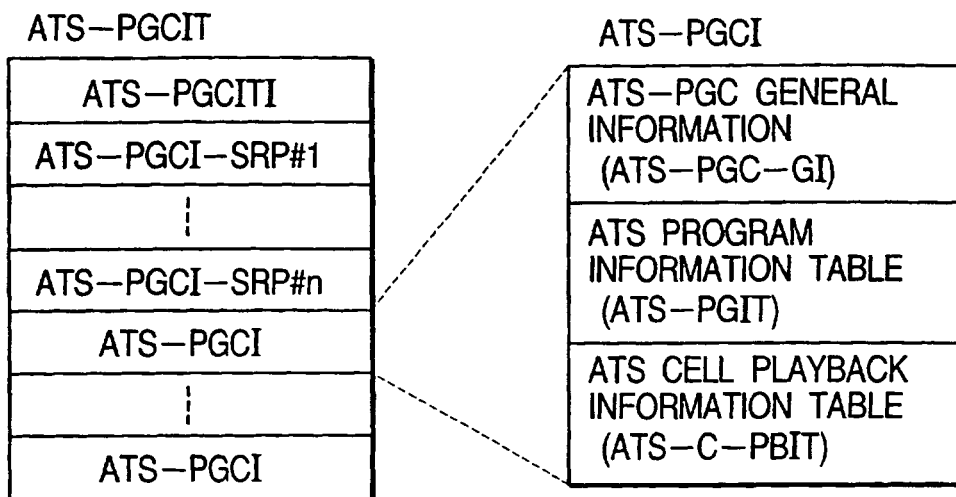 ATS-PGCIT
ATS-PGCITI
ATS-PGCI-SRP#1
ATS-PGCI-SRP#n
ATS-PGCI
ATS-PGCI
ATS-PGCI
ATS-PGC GENERAL
INFORMATION
(ATS-PGC-GI)
ATS PROGRAM
INFORMATION TABLE
(ATS-PGIT)
ATS CELL PLAYBACK
INFORMATION TABLE
(ATS-C-PBIT)